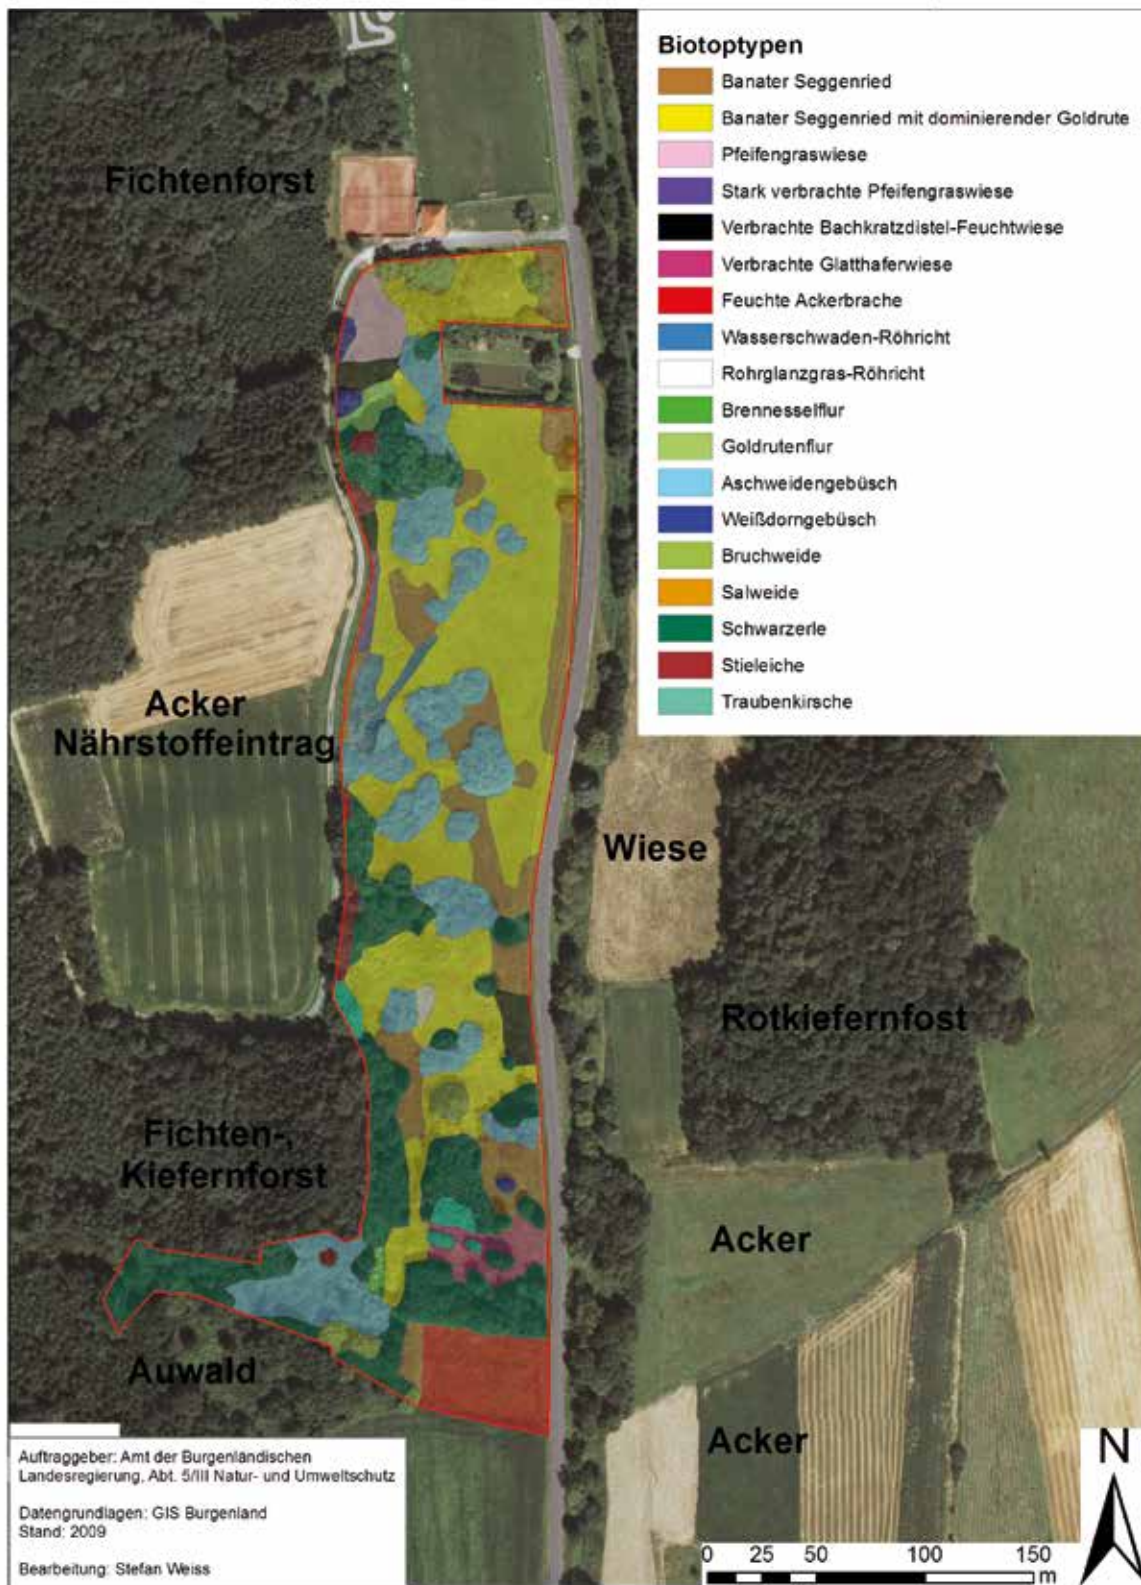 Biotoptypen
Banater Seggenried
Banater Seggenried mit dominierender Goldrute
Pfeifengraswiese
Stark verbrachte Pfeifengraswiese
Verbrachte Bachkratzdistel-Feuchtwiese
Verbrachte Glatthaferwiese
Feuchte Ackerbrache
Wasserschwaden-Röhricht
Rohrglanzgras-Röhricht
Brennesselflur
Goldrutenflur
Aschweidengebüsch
Weißdorngebüsch
Bruchweide
Salweide
Schwarzerle
Stieleiche
Traubenkirsche
Fichtenforst
Acker
Nährstoffeintrag
Wiese
Rotkiefernfost
Fichten-,
Kiefernforst
Acker
Auwald
Acker
Auftraggeber: Amt der Burgenländischen
Landesregierung, Abt. 5/III Natur- und Umweltschutz
Datengrundlagen: GIS Burgenland
Stand: 2009
Bearbeitung: Stefan Weiss
N
0 25 50 100 150
m